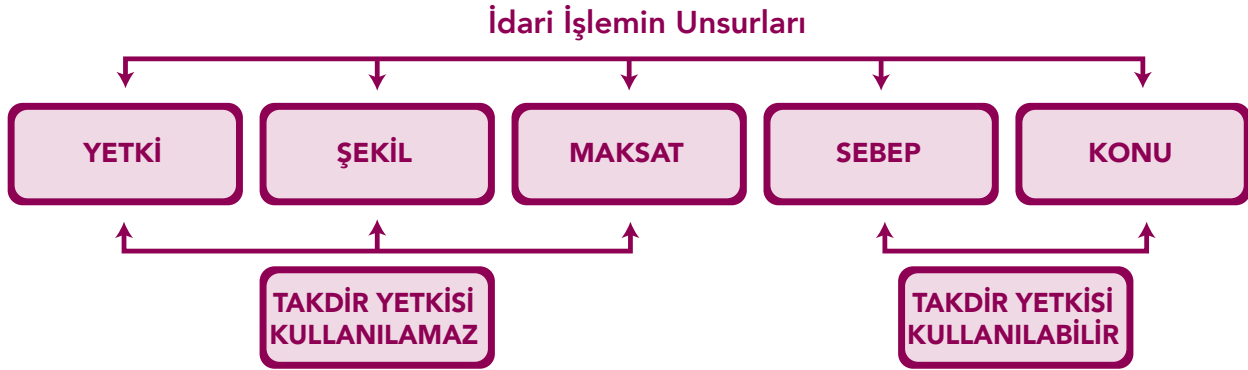 İdari İşlemin Unsurları
YETKİ
ŞEKİL
MAKSAT
SEBEP
KONU
TAKDİR YETKİSİ
KULLANILAMAZ
TAKDİR YETKİSİ
KULLANILABİLİR